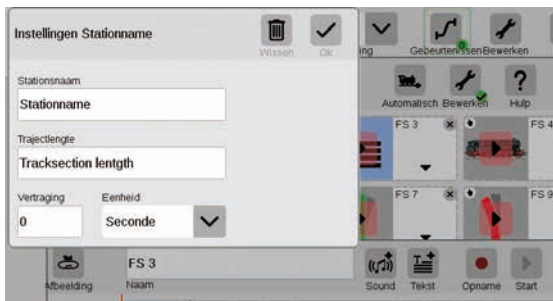 Instellingen Stationname
Wissen
Ok
ing
Gebeurtenissen
Bewerken
Stationsnaam
Stationname
Automatisch
Bewerken
Hulp
Trajectlengte
Tracksection lentgth
FS 3
FS 4
Vertraging
Eenheid
0
Seconde
FS 7
FS 9
FS 3
Afbeelding
Naam
Sound
Tekst
Opname
Start